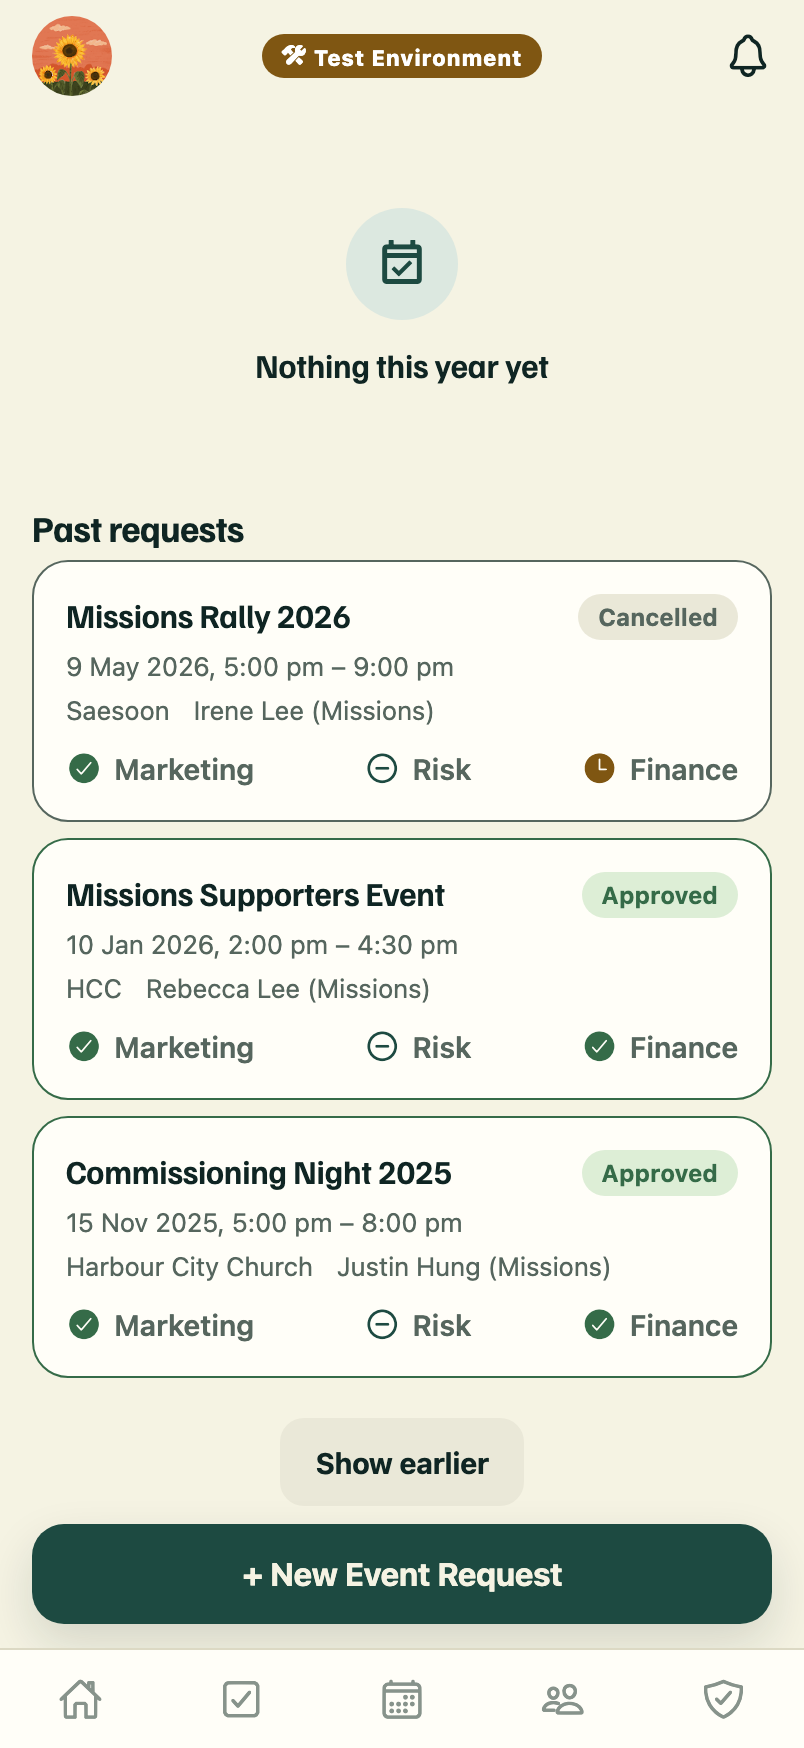 Test Environment
Nothing this year yet
Past requests
Missions Rally 2026
Cancelled
9 May 2026, 5:00 pm – 9:00 pm
Saesoon Irene Lee (Missions)
Marketing Risk Finance
Missions Supporters Event
Approved
10 Jan 2026, 2:00 pm – 4:30 pm
HCC Rebecca Lee (Missions)
Marketing Risk Finance
Commissioning Night 2025
Approved
15 Nov 2025, 5:00 pm – 8:00 pm
Harbour City Church Justin Hung (Missions)
Marketing Risk Finance
Show earlier
+ New Event Request